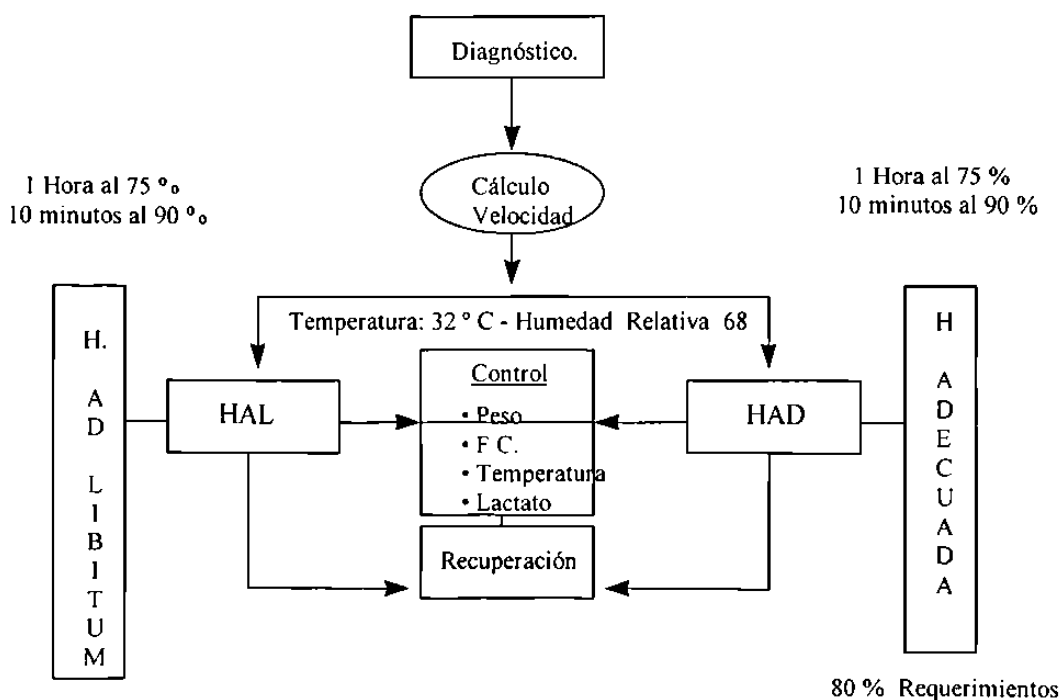 Diagnóstico.
Cálculo
Velocidad
1 Hora al 75 %
10 minutos al 90 %
1 Hora al 75 %
10 minutos al 90 %
Temperatura: 32 ° C - Humedad Relativa 68
H. AD LIBITUM
HAL
Control
• Peso
• F C.
• Temperatura
• Lactato
Recuperación
HAD
H ADECUADA
80 % Requerimientos